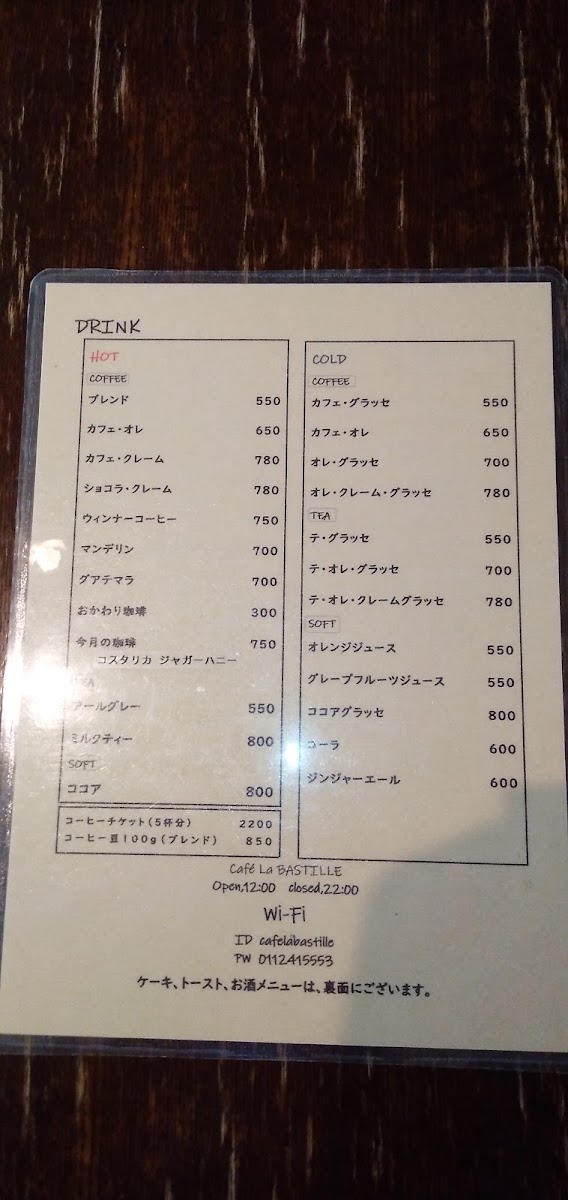 DRINK
HOT
COFFEE
ブレンド 550
カフェ・オレ 650
カフェ・クレーム 780
ショコラ・クレーム 780
ウィンナーコーヒー 750
マンデリン 700
グアテマラ 700
おかわり珈琲 300
今月の珈琲 750
コスタリカ ジャガーハニー
TEA
アールグレー 550
ミルクティー 800
SOFT
ココア 800
コーヒーチケット(5杯分) 2200
コーヒー豆100g(ブレンド) 850
COLD
COFFEE
カフェ・グラッセ 550
カフェ・オレ 650
オレ・グラッセ 700
オレ・クレーム・グラッセ 780
TEA
テ・グラッセ 550
テ・オレ・グラッセ 700
テ・オレ・クレームグラッセ 780
SOFT
オレンジジュース 550
グレープフルーツジュース 550
ココアグラッセ 800
コーラ 600
ジンジャーエール 600
Café La BASTILLE
Open,12:00 closed,22:00
Wi-Fi
ID cafelabastille
PW 0112415553
ケーキ、トースト、お酒メニューは、裏面にございます。